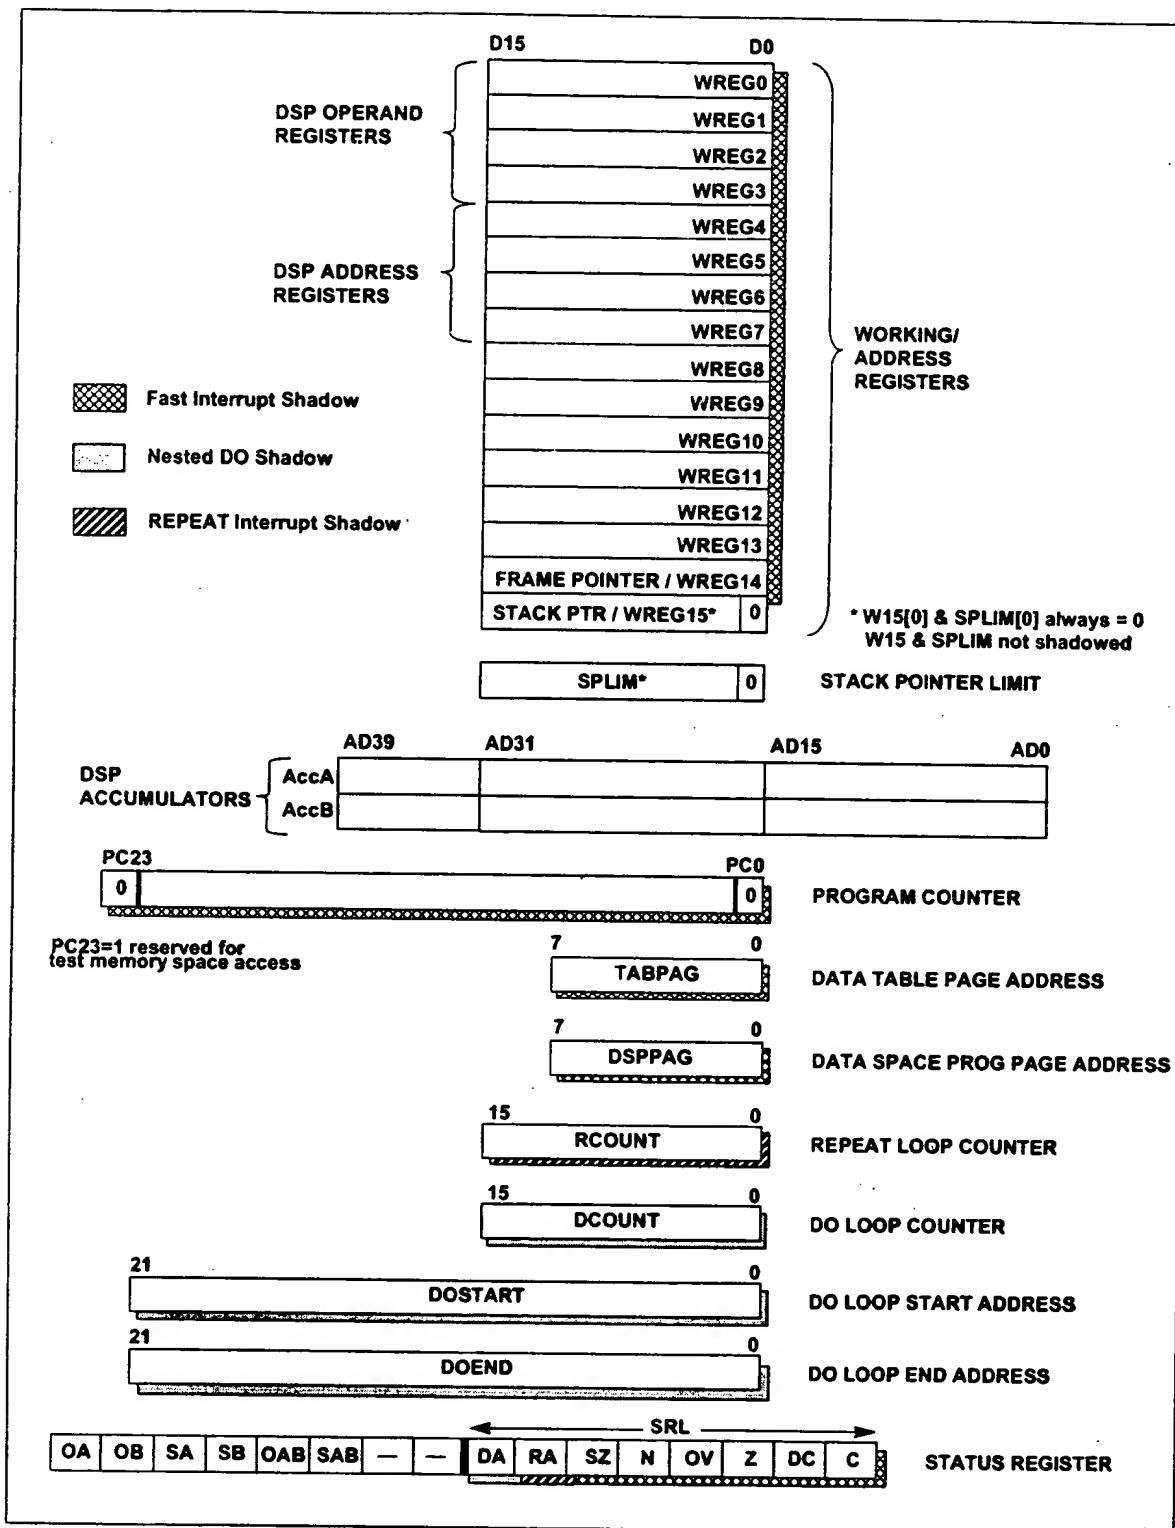 D15 D0
WREG0
DSP OPERAND
REGISTERS
WREG1
WREG2
WREG3
WREG4
DSP ADDRESS
REGISTERS
WREG5
WREG6
WREG7
WORKING/
ADDRESS
REGISTERS
WREG8
Fast Interrupt Shadow
WREG9
WREG10
Nested DO Shadow
WREG11
WREG12
REPEAT Interrupt Shadow
WREG13
FRAME POINTER / WREG14
STACK PTR / WREG15* 0
* W15[0] & SPLIM[0] always = 0
W15 & SPLIM not shadowed
SPLIM* 0 STACK POINTER LIMIT
AD39 AD31 AD15 AD0
DSP
ACCUMULATORS
AccA
AccB
PC23 PC0
0 0 PROGRAM COUNTER
PC23=1 reserved for
test memory space access
7 0
TABPAG DATA TABLE PAGE ADDRESS
7 0
DSPPAG DATA SPACE PROG PAGE ADDRESS
15 0
RCOUNT REPEAT LOOP COUNTER
15 0
DCOUNT DO LOOP COUNTER
21 0
DOSTART DO LOOP START ADDRESS
21 0
DOEND DO LOOP END ADDRESS
SRL
OA OB SA SB OAB SAB — — DA RA SZ N OV Z DC C STATUS REGISTER